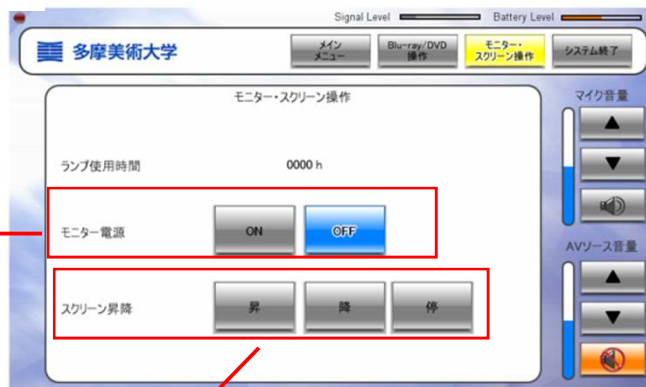 Signal Level Battery Level
多摩美術大学
メイン
メニュー
Blu-ray/DVD
操作
モニター・
スクリーン操作
システム終了
モニター・スクリーン操作
マイク音量
ランプ使用時間 0000 h
モニター電源 ON OFF
AVソース音量
スクリーン昇降 昇 降 停